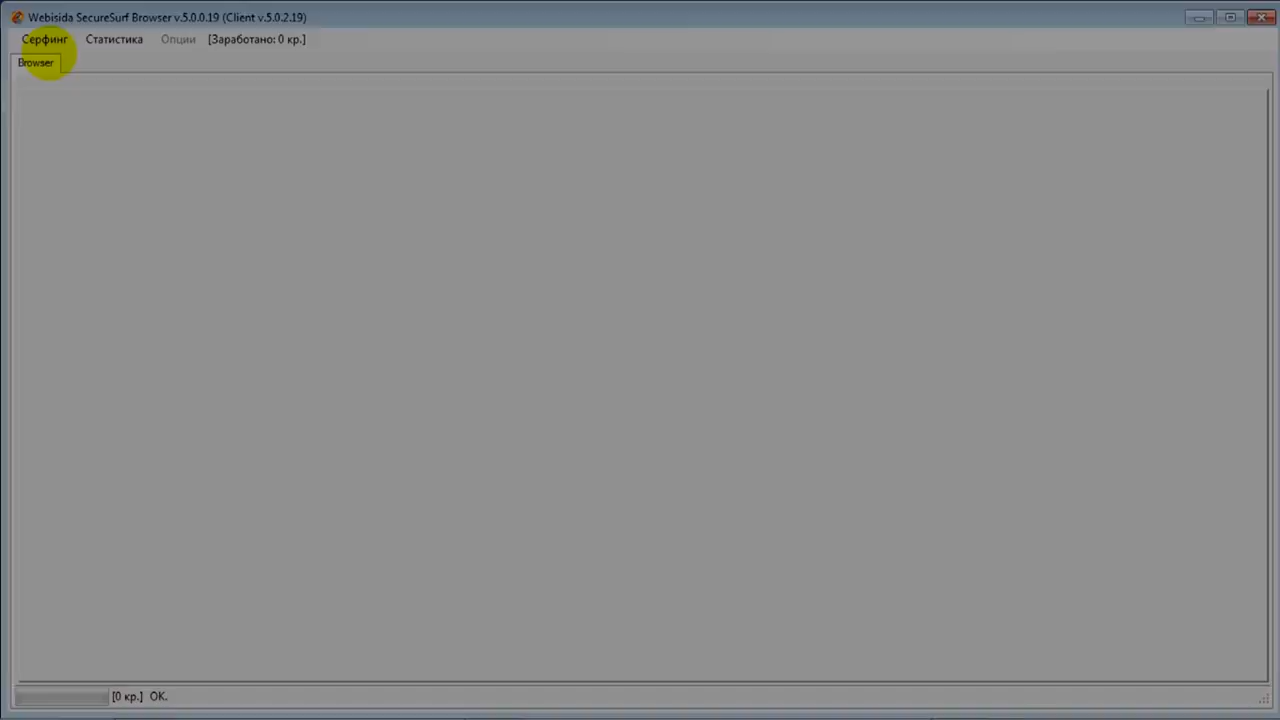 Webisida SecureSurf Browser v.5.0.0.19 (Client v.5.0.2.19)
Серфинг Статистика Опции [Заработано: 0 кр.]
Browser
[0 кр.] OK.